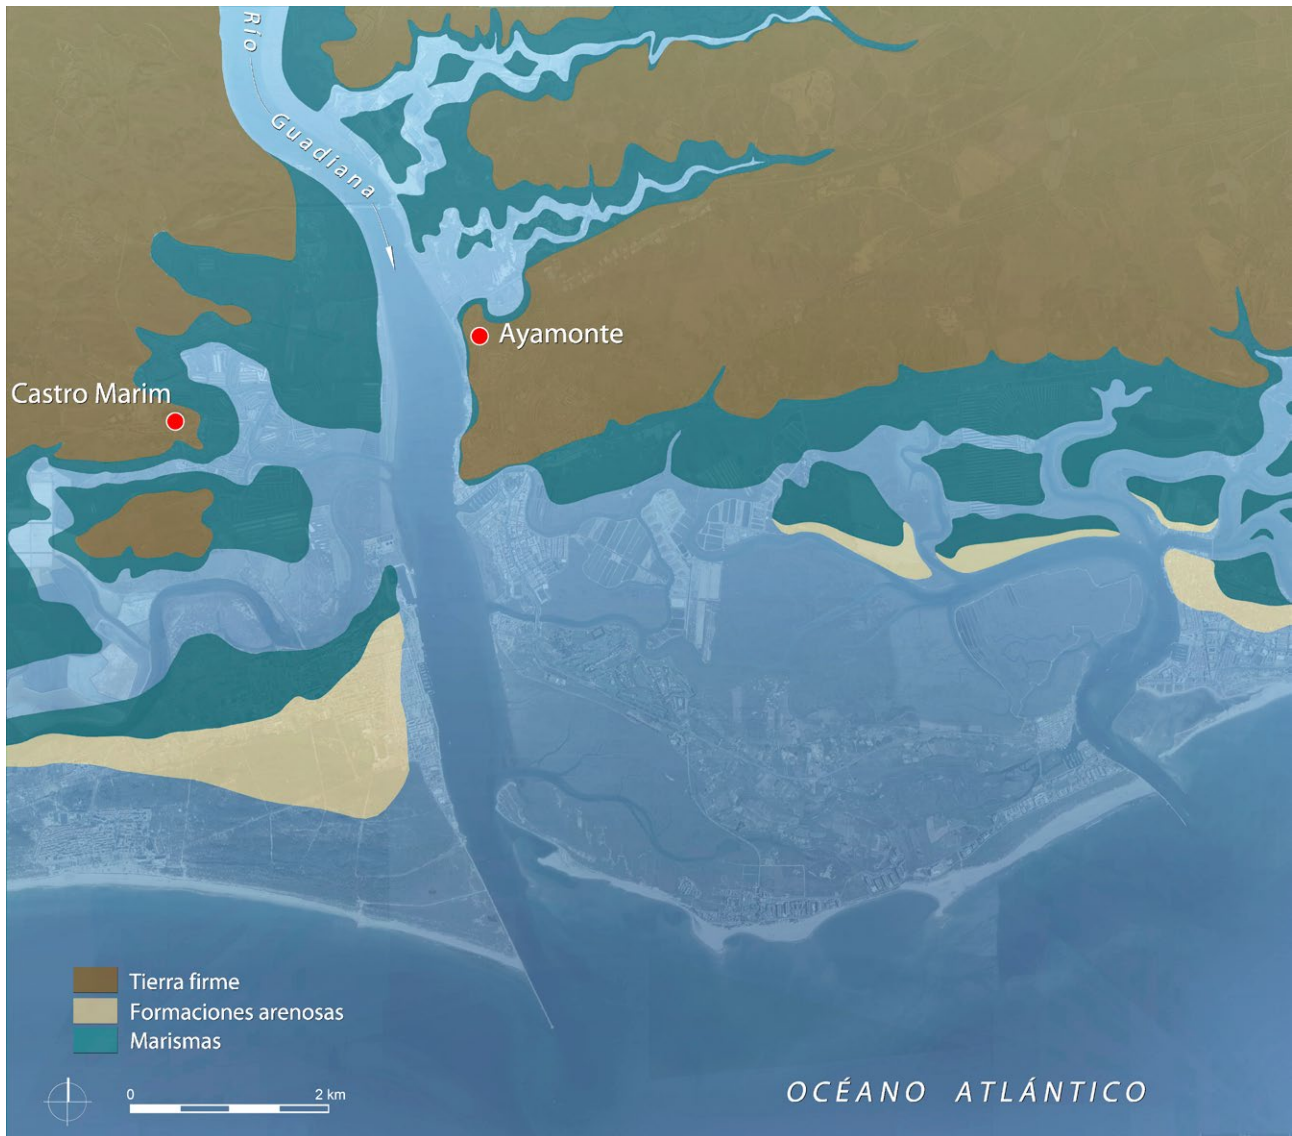 Río
Guadiana
Ayamonte
Castro Marim
Tierra firme
Formaciones arenosas
Marismas
0 2 km
OCÉANO ATLÁNTICO